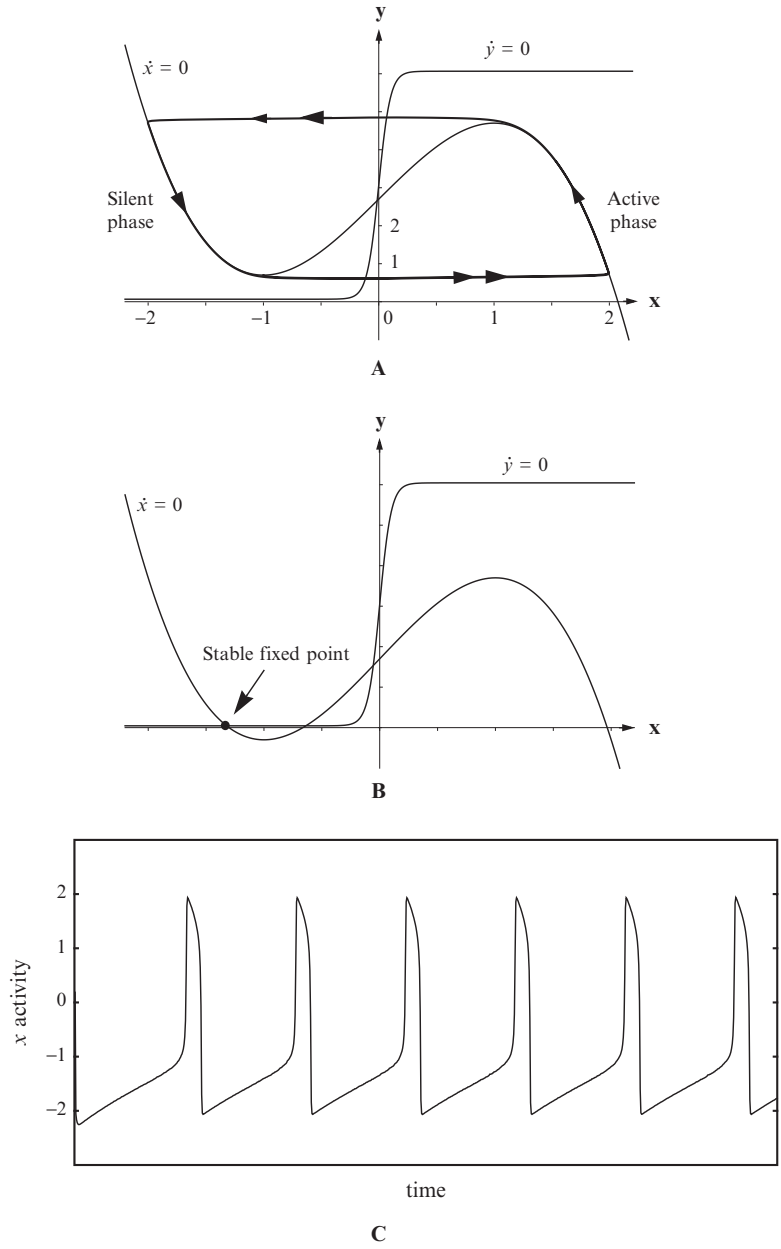 y
ẋ = 0
ẏ = 0
Silent
phase
Active
phase
2
1
x
−2
−1
0
1
2
A
y
ẏ = 0
ẋ = 0
Stable fixed point
x
B
2
1
0
−1
−2
x activity
time
C